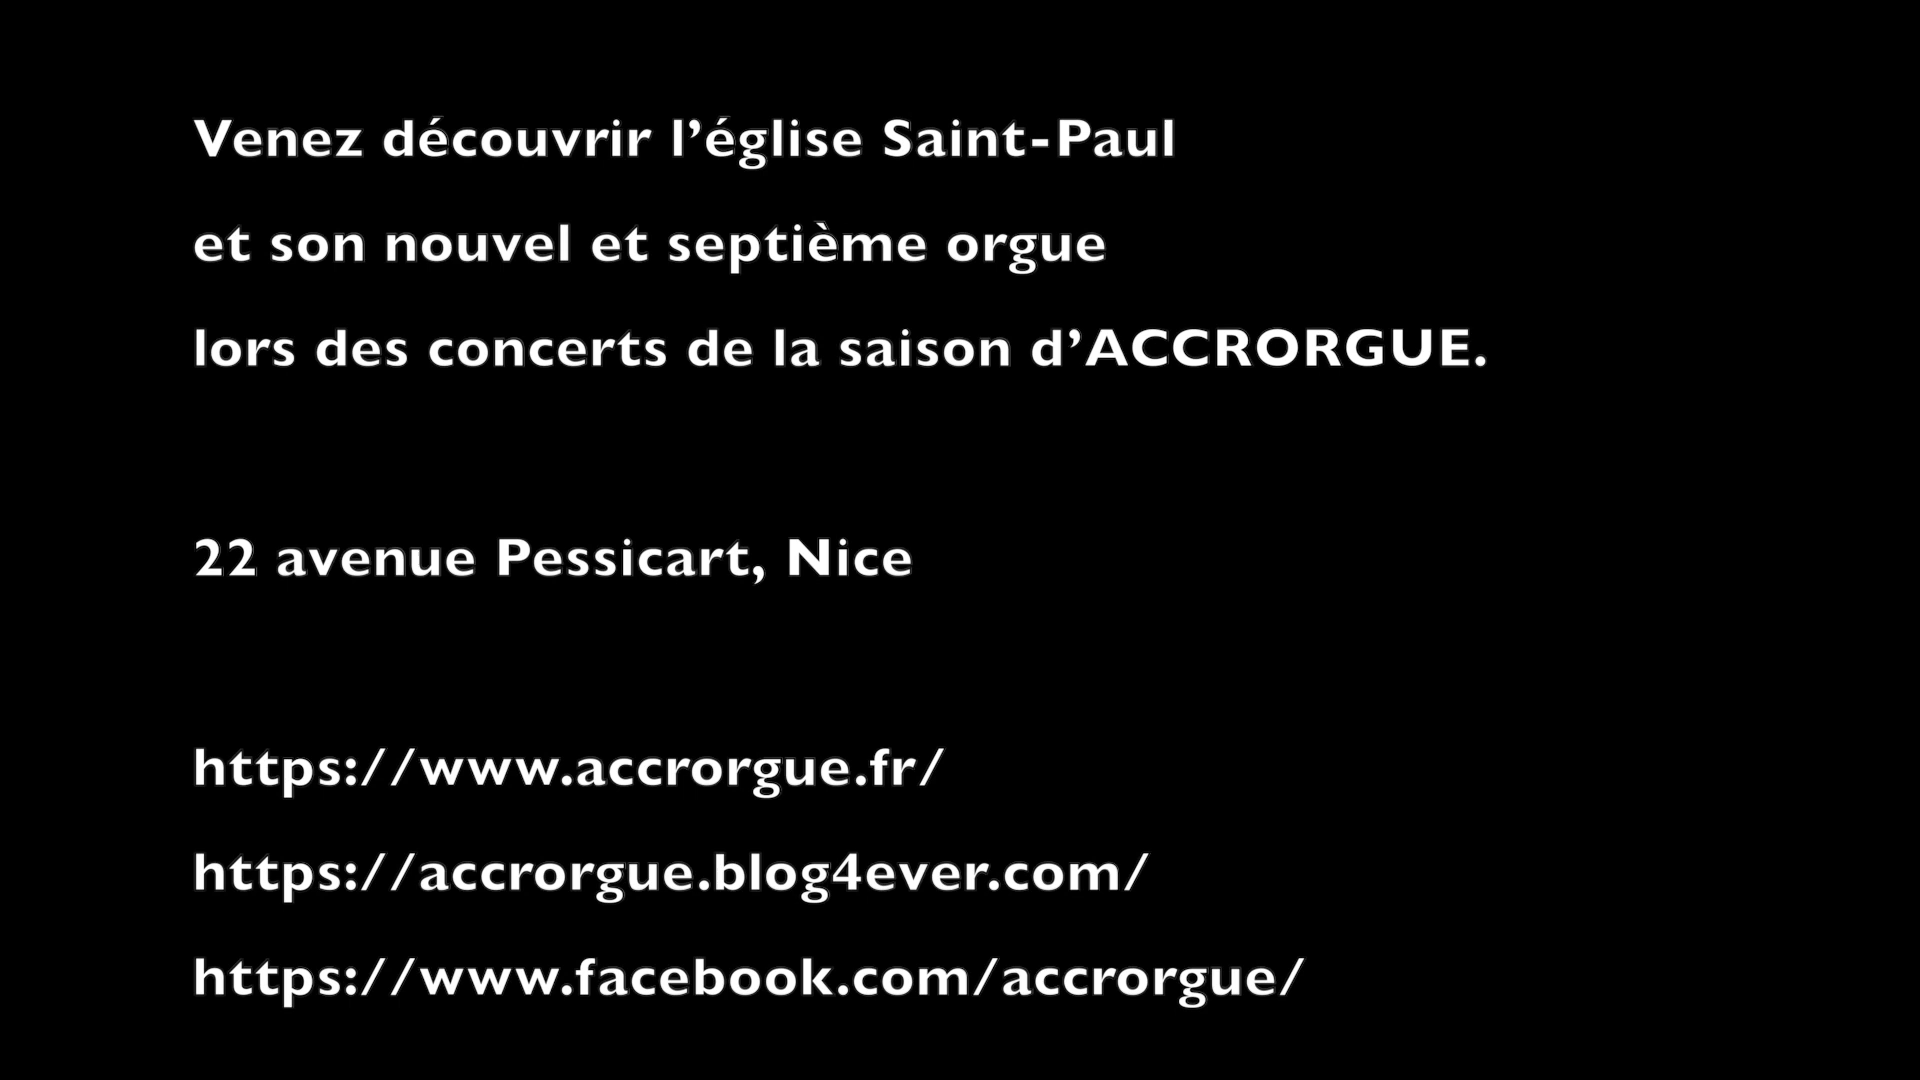 Venez découvrir l’église Saint-Paul
et son nouvel et septième orgue
lors des concerts de la saison d’ACCRORGUE.
22 avenue Pessicart, Nice
https://www.accrorgue.fr/
https://accrorgue.blog4ever.com/
https://www.facebook.com/accrorgue/